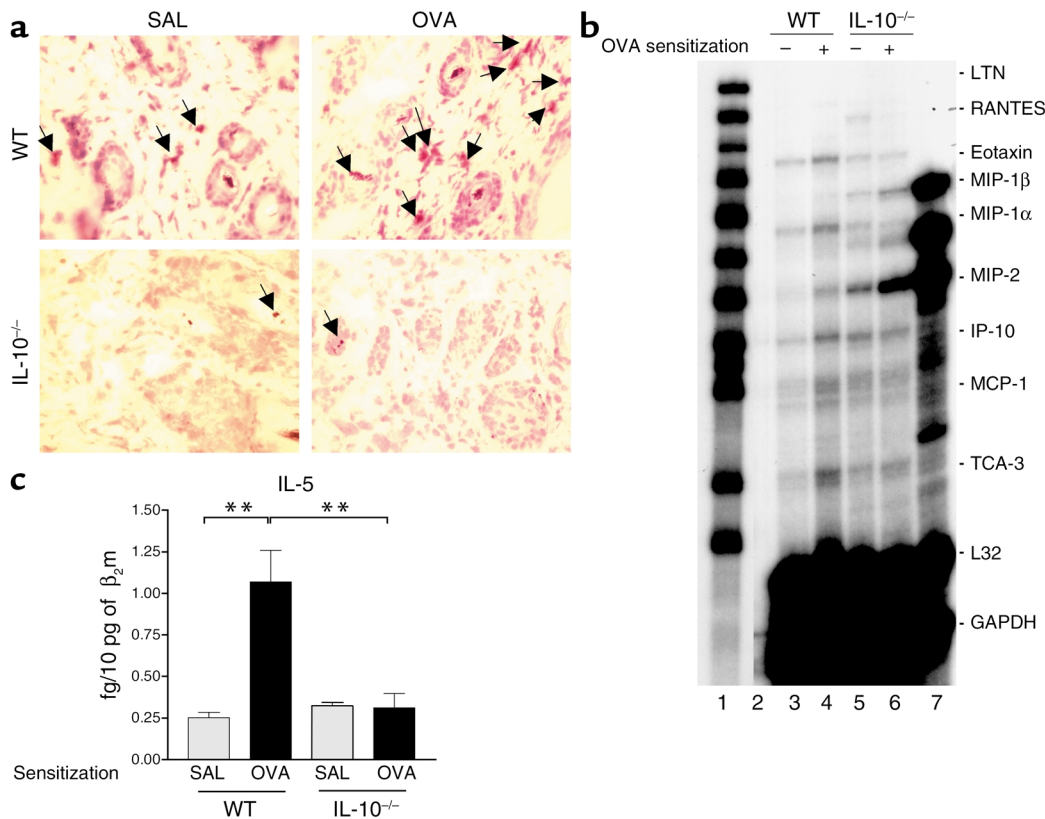 a
SAL
OVA
WT
IL-10–/–
b
WT
IL-10–/–
OVA sensitization
–
+
–
+
LTN
RANTES
Eotaxin
MIP-1β
MIP-1α
MIP-2
IP-10
MCP-1
TCA-3
L32
GAPDH
1 2 3 4 5 6 7
c
IL-5
** **
fg/10 pg of β2m
1.50
1.25
1.00
0.75
0.50
0.25
0.00
Sensitization
SAL OVA SAL OVA
WT IL-10–/–